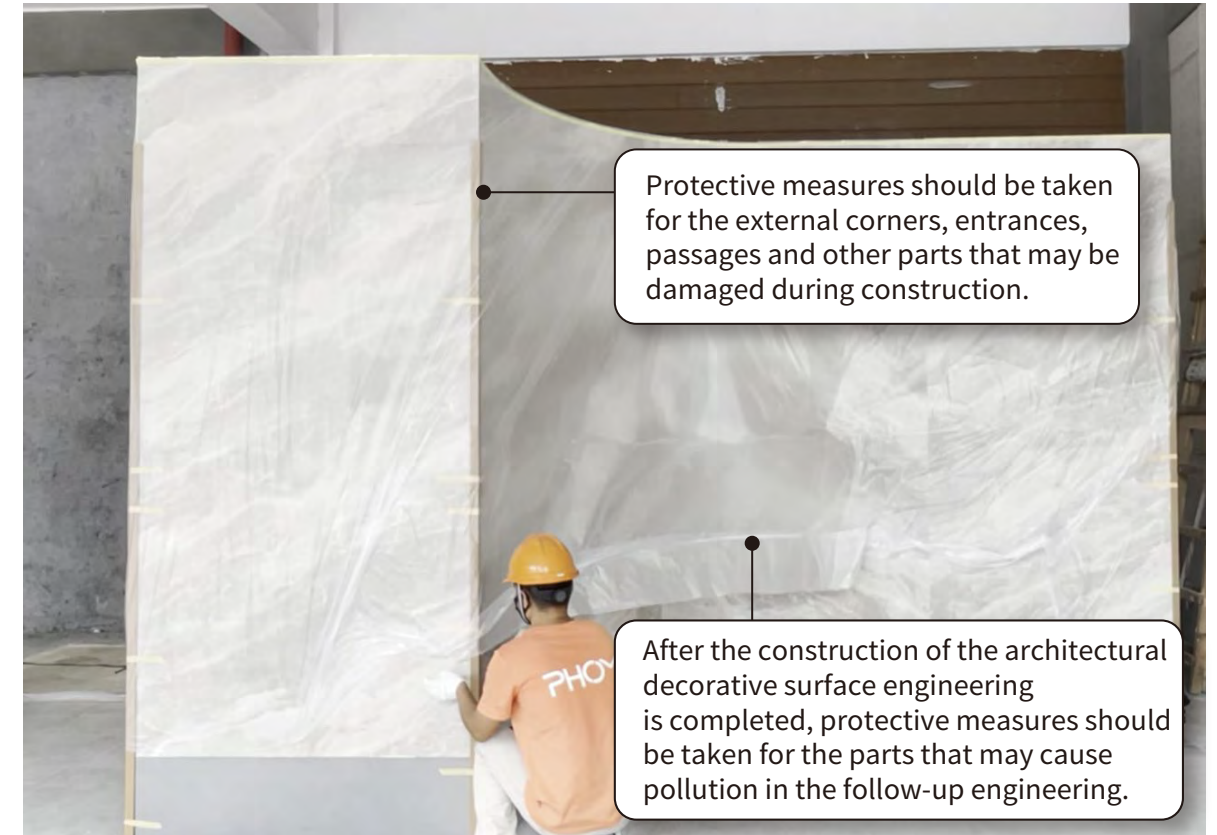 Protective measures should be taken
for the external corners, entrances,
passages and other parts that may be
damaged during construction.
PHO
After the construction of the architectural
decorative surface engineering
is completed, protective measures should
be taken for the parts that may cause
pollution in the follow-up engineering.